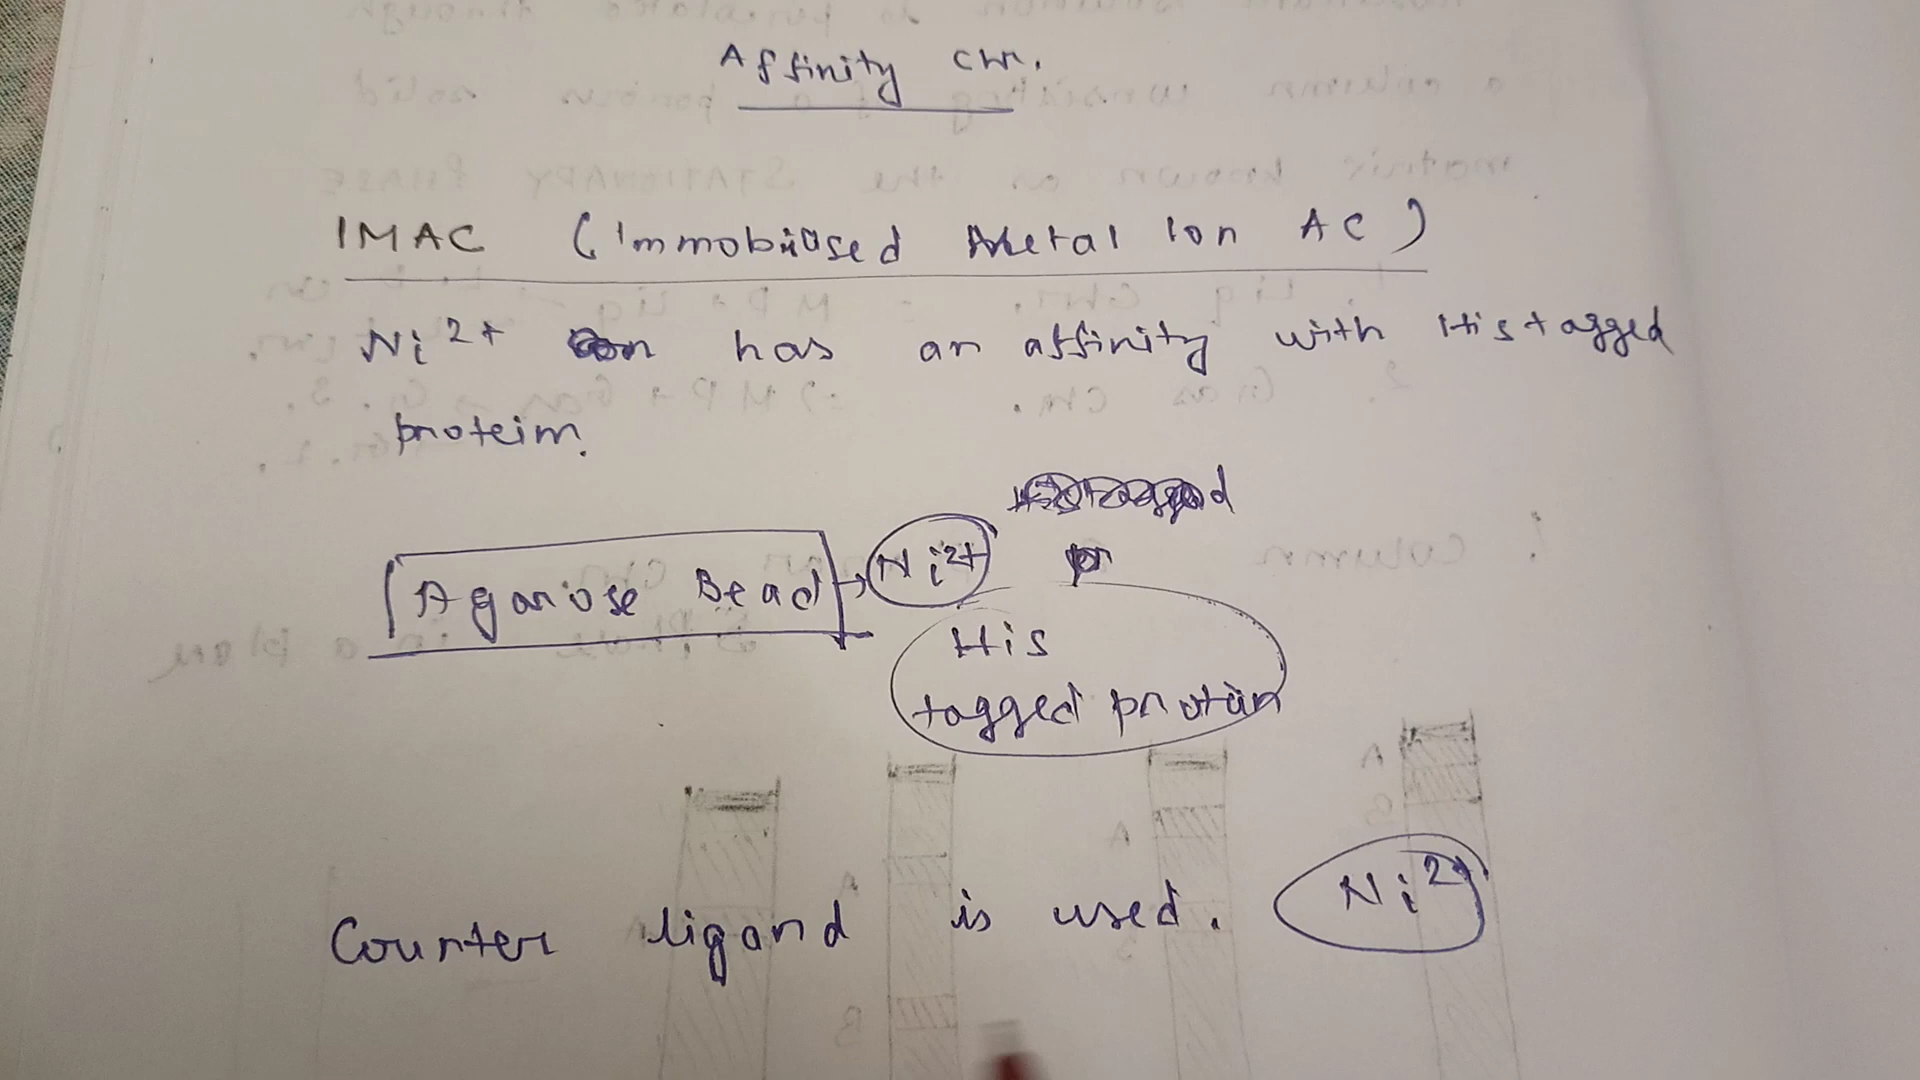 Affinity Chr.
IMAC (Immobilised Metal Ion AC)
Ni2+ has an affinity with His tagged
protein.
Agarose Bead → Ni2+
His
tagged protein
Counter ligand is used. Ni2+